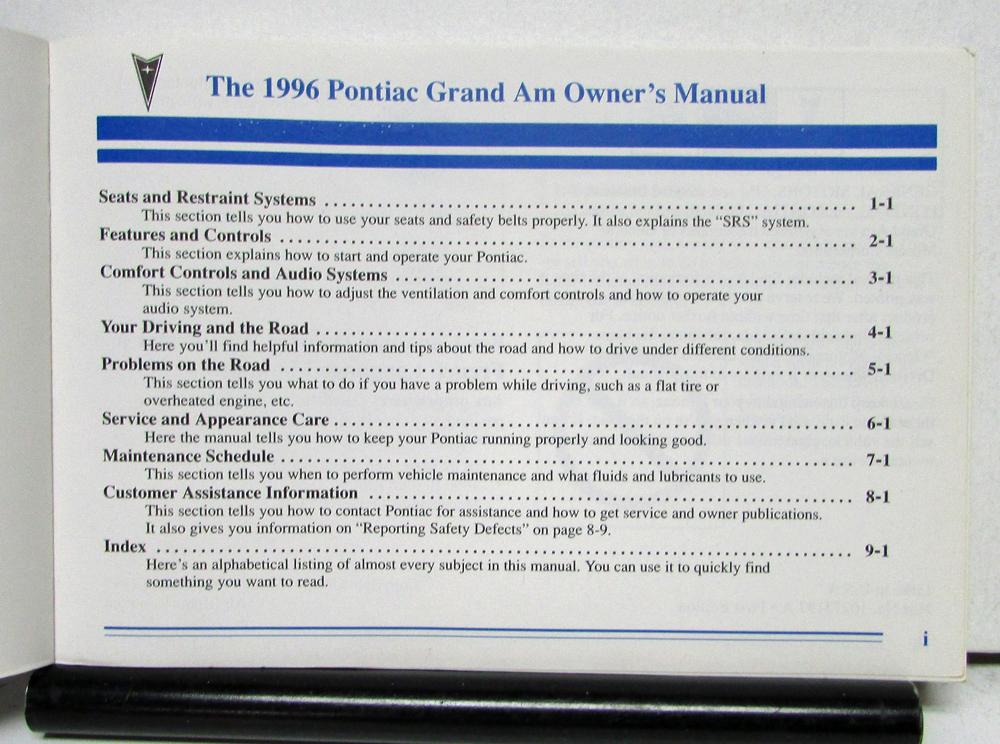 The 1996 Pontiac Grand Am Owner's Manual
Seats and Restraint Systems ........................................ 1-1
This section tells you how to use your seats and safety belts properly. It also explains the “SRS” system.
Features and Controls ........................................ 2-1
This section explains how to start and operate your Pontiac.
Comfort Controls and Audio Systems ........................................ 3-1
This section tells you how to adjust the ventilation and comfort controls and how to operate your
audio system.
Your Driving and the Road ........................................ 4-1
Here you'll find helpful information and tips about the road and how to drive under different conditions.
Problems on the Road ........................................ 5-1
This section tells you what to do if you have a problem while driving, such as a flat tire or
overheated engine, etc.
Service and Appearance Care ........................................ 6-1
Here the manual tells you how to keep your Pontiac running properly and looking good.
Maintenance Schedule ........................................ 7-1
This section tells you when to perform vehicle maintenance and what fluids and lubricants to use.
Customer Assistance Information ........................................ 8-1
This section tells you how to contact Pontiac for assistance and how to get service and owner publications.
It also gives you information on “Reporting Safety Defects” on page 8-9.
Index ........................................ 9-1
Here's an alphabetical listing of almost every subject in this manual. You can use it to quickly find
something you want to read.
i